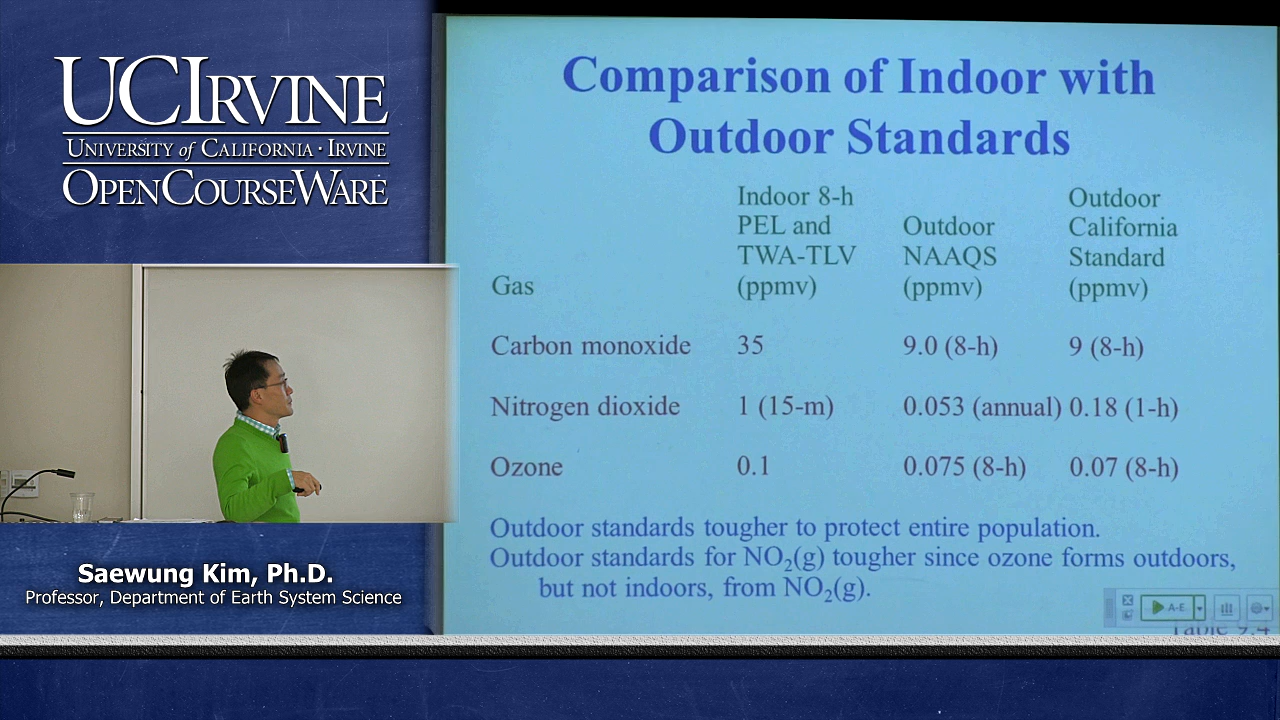 UCIRVINE
UNIVERSITY of CALIFORNIA · IRVINE
OPENCOURSEWARE
Saewung Kim, Ph.D.
Professor, Department of Earth System Science
Comparison of Indoor with
Outdoor Standards
Gas
Indoor 8-h
PEL and
TWA-TLV
(ppmv)
Outdoor
NAAQS
(ppmv)
Outdoor
California
Standard
(ppmv)
Carbon monoxide 35 9.0 (8-h) 9 (8-h)
Nitrogen dioxide 1 (15-m) 0.053 (annual) 0.18 (1-h)
Ozone 0.1 0.075 (8-h) 0.07 (8-h)
Outdoor standards tougher to protect entire population.
Outdoor standards for NO₂(g) tougher since ozone forms outdoors,
but not indoors, from NO₂(g).
A-E
Table 9.4